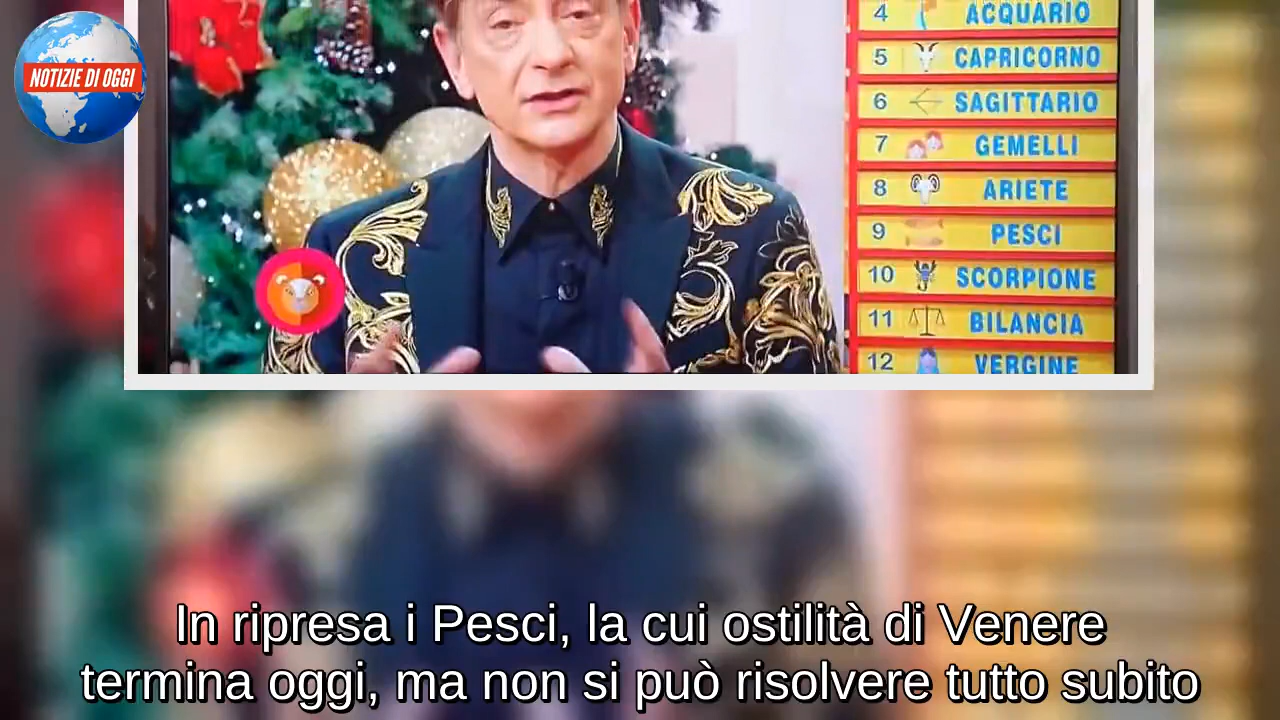 NOTIZIE DI OGGI
4 ACQUARIO
5 CAPRICORNO
6 SAGITTARIO
7 GEMELLI
8 ARIETE
9 PESCI
10 SCORPIONE
11 BILANCIA
12 VERGINE
In ripresa i Pesci, la cui ostilità di Venere
termina oggi, ma non si può risolvere tutto subito